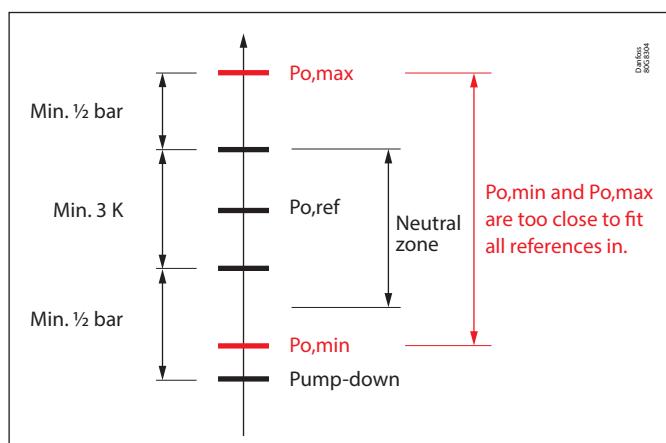 Danfoss
80G8304
Po,max
Min. ½ bar
Min. 3 K
Po,ref
Neutral
zone
Po,min and Po,max
are too close to fit
all references in.
Min. ½ bar
Po,min
Pump-down